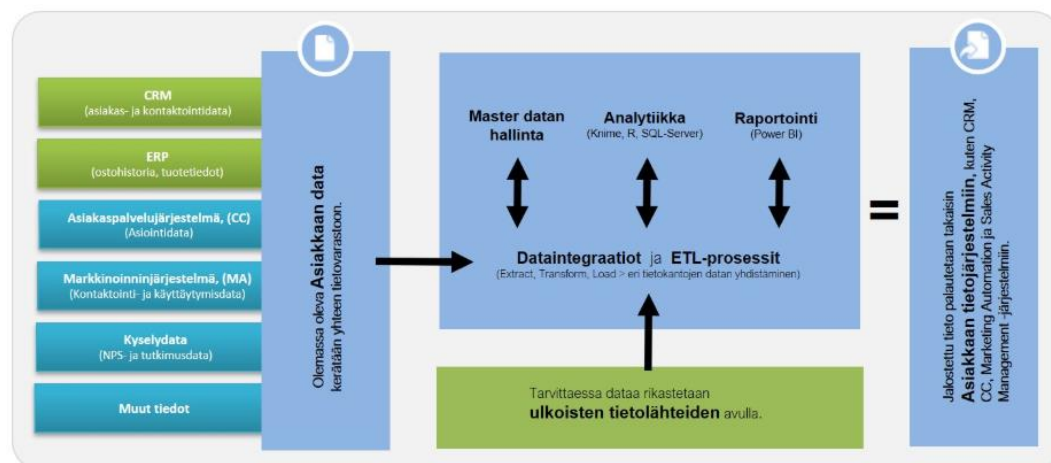 CRM
(asiakas- ja kontaktointidata)
ERP
(ostohistoria, tuotetiedot)
Asiakaspalvelujärjestelmä, (CC)
(Asiointidata)
Markkinoinninjärjestelmä, (MA)
(Kontaktointi- ja käyttäytymisdata)
Kyselydata
(NPS- ja tutkimusdata)
Muut tiedot
Olemassa oleva Asiakkaan data
kerätään yhteen tietovarastoon.
Master datan
hallinta
Analytiikka
(Knime, R, SQL-Server)
Raportointi
(Power BI)
Dataintegraatiot ja ETL-prosessit
(Extract, Transform, Load > eri tietokantojen datan yhdistäminen)
Tarvittaessa dataa rikastetaan
ulkoisten tietolähteiden avulla.
=
Jalostettu tieto palautetaan takaisin
Asiakkaan tietojärjestelmiin, kuten CRM,
CC, Marketing Automation ja Sales Activity
Management -järjestelmiin.